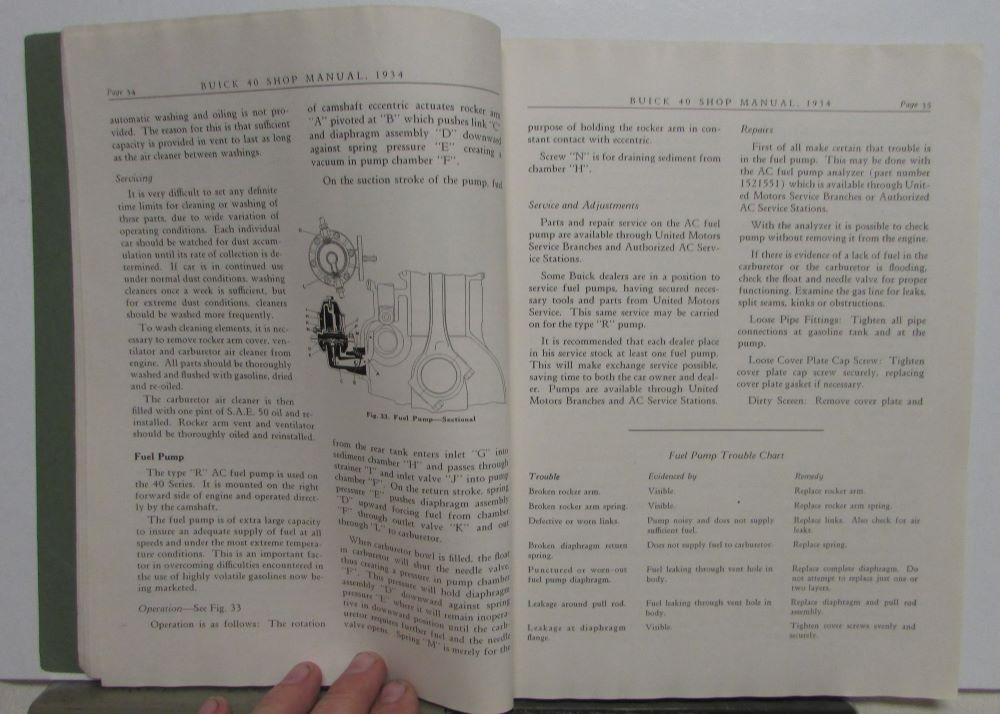 Page 34
BUICK 40 SHOP MANUAL, 1934
automatic washing and oiling is not pro-
vided. The reason for this is that sufficient
capacity is provided in vent to last as long
as the air cleaner between washings.
Servicing
It is very difficult to set any definite
time limits for cleaning or washing of
these parts, due to wide variation of
operating conditions. Each individual
car should be watched for dust accum-
ulation until its rate of collection is de-
termined. If car is in continued use
under normal dust conditions, washing
cleaners once a week is sufficient, but
for extreme dust conditions, cleaners
should be washed more frequently.
To wash cleaning elements, it is nec-
essary to remove rocker arm cover, ven-
tilator and carburetor air cleaner from
engine. All parts should be thoroughly
washed and flushed with gasoline, dried
and re-oiled.
The carburetor air cleaner is then
filled with one pint of S.A.E. 50 oil and re-
installed. Rocker arm vent and ventilator
should be thoroughly oiled and reinstalled.
Fuel Pump
The type "R" AC fuel pump is used on
the 40 Series. It is mounted on the right
forward side of engine and operated direct-
ly by the camshaft.
The fuel pump is of extra large capacity
to insure an adequate supply of fuel at all
speeds and under the most extreme tempera-
ture conditions. This is an important fac-
tor in overcoming difficulties encountered in
the use of highly volatile gasolines now be-
ing marketed.
Operation—See Fig. 33
Operation is as follows: The rotation
of camshaft eccentric actuates rocker arm
"A" pivoted at "B" which pushes link "C"
and diaphragm assembly "D" downward
against spring pressure "E" creating a
vacuum in pump chamber "F".
On the suction stroke of the pump, fuel
Fig. 33. Fuel Pump—Sectional
from the rear tank enters inlet "G" into
sediment chamber "H" and passes through
strainer "I" and inlet valve "J" into pump
chamber "F". On the return stroke, spring
pressure "E" pushes diaphragm assembly
"D" upward forcing fuel from chamber
"F" through outlet valve "K" and out
through "L" to carburetor.
When carburetor bowl is filled, the float
in carburetor will shut the needle valve,
thus creating a pressure in pump chamber
"F". This pressure will hold diaphragm
assembly "D" downward against spring
pressure "E" where it will remain inopera-
tive in downward position until the carb-
uretor requires further fuel and the needle
valve opens. Spring "M" is merely for the
BUICK 40 SHOP MANUAL, 1934
Page 35
purpose of holding the rocker arm in con-
stant contact with eccentric.
Screw "N" is for draining sediment from
chamber "H".
Service and Adjustments
Parts and repair service on the AC fuel
pump are available through United Motors
Service Branches and Authorized AC Serv-
ice Stations.
Some Buick dealers are in a position to
service fuel pumps, having secured neces-
sary tools and parts from United Motors
Service. This same service may be carried
on for the type "R" pump.
It is recommended that each dealer place
in his service stock at least one fuel pump.
This will make exchange service possible,
saving time to both the car owner and deal-
er. Pumps are available through United
Motors Branches and AC Service Stations.
Repairs
First of all make certain that trouble is
in the fuel pump. This may be done with
the AC fuel pump analyzer (part number
1521551) which is available through Unit-
ed Motors Service Branches or Authorized
AC Service Stations.
With the analyzer it is possible to check
pump without removing it from the engine.
If there is evidence of a lack of fuel in the
carburetor or the carburetor is flooding,
check the float and needle valve for proper
functioning. Examine the gas line for leaks,
split seams, kinks or obstructions.
Loose Pipe Fittings: Tighten all pipe
connections at gasoline tank and at the
pump.
Loose Cover Plate Cap Screw: Tighten
cover plate cap screw securely, replacing
cover plate gasket if necessary.
Dirty Screen: Remove cover plate and
Fuel Pump Trouble Chart
Trouble Evidenced by Remedy
Broken rocker arm. Visible. Replace rocker arm.
Broken rocker arm spring. Visible. Replace rocker arm spring.
Defective or worn links. Pump noisy and does not supply Replace links. Also check for air
sufficient fuel. leaks.
Broken diaphragm return Does not supply fuel to carburetor. Replace spring.
spring.
Punctured or worn-out Fuel leaking through vent hole in Replace complete diaphragm. Do
fuel pump diaphragm. body. not attempt to replace just one or
two layers.
Leakage around pull rod. Fuel leaking through vent hole in Replace diaphragm and pull rod
body. assembly.
Leakage at diaphragm Visible. Tighten cover screws evenly and
flange. securely.